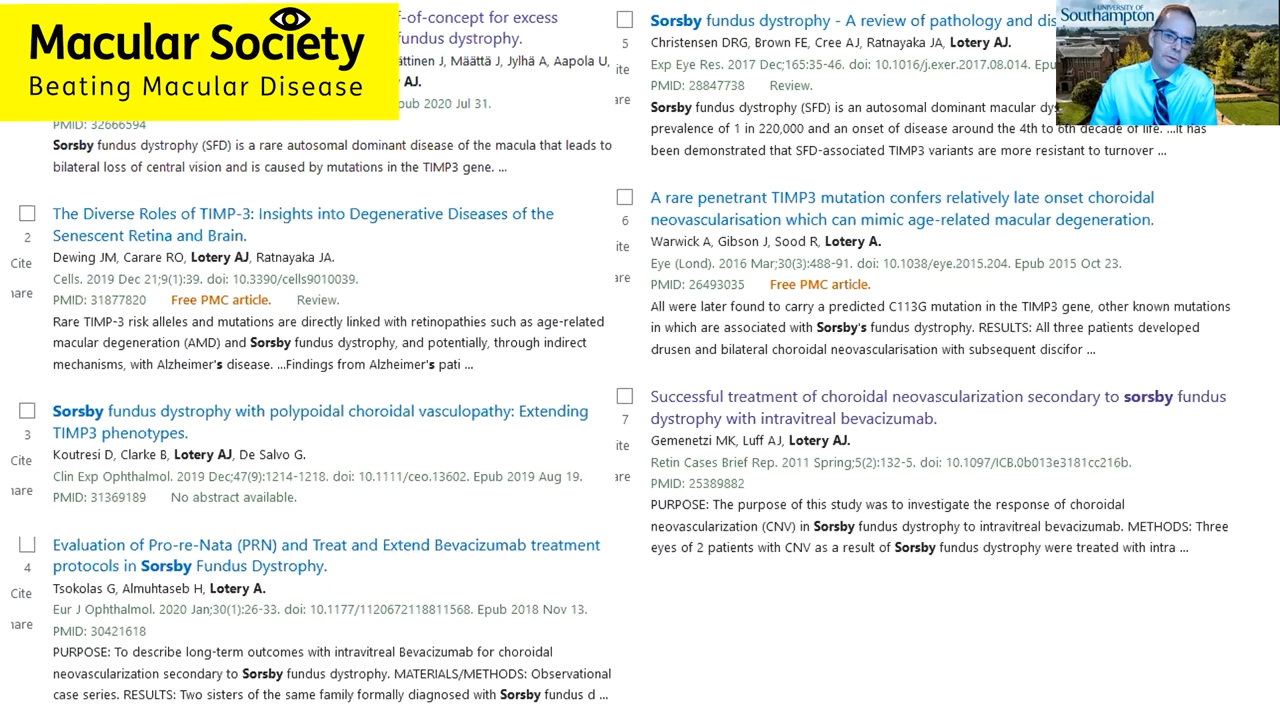 Macular Society
Beating Macular Disease
f-of-concept for excess
fundus dystrophy.
ättinen J, Määttä J, Jylhä A, Aapola U,
AJ.
pub 2020 Jul 31.
PMID: 32666594
Sorsby fundus dystrophy (SFD) is a rare autosomal dominant disease of the macula that leads to
bilateral loss of central vision and is caused by mutations in the TIMP3 gene. ...
The Diverse Roles of TIMP-3: Insights into Degenerative Diseases of the
Senescent Retina and Brain.
2
Cite
Dewing JM, Carare RO, Lotery AJ, Ratnayaka JA.
Cells. 2019 Dec 21;9(1):39. doi: 10.3390/cells9010039.
hare
PMID: 31877820 Free PMC article. Review.
Rare TIMP-3 risk alleles and mutations are directly linked with retinopathies such as age-related
macular degeneration (AMD) and Sorsby fundus dystrophy, and potentially, through indirect
mechanisms, with Alzheimer's disease. ...Findings from Alzheimer's pati ...
Sorsby fundus dystrophy with polypoidal choroidal vasculopathy: Extending
3
TIMP3 phenotypes.
Cite
Koutresi D, Clarke B, Lotery AJ, De Salvo G.
Clin Exp Ophthalmol. 2019 Dec;47(9):1214-1218. doi: 10.1111/ceo.13602. Epub 2019 Aug 19.
hare
PMID: 31369189 No abstract available.
Evaluation of Pro-re-Nata (PRN) and Treat and Extend Bevacizumab treatment
4
protocols in Sorsby Fundus Dystrophy.
Cite
Tsokolas G, Almuhtaseb H, Lotery A.
Eur J Ophthalmol. 2020 Jan;30(1):26-33. doi: 10.1177/1120672118811568. Epub 2018 Nov 13.
hare
PMID: 30421618
PURPOSE: To describe long-term outcomes with intravitreal Bevacizumab for choroidal
neovascularization secondary to Sorsby fundus dystrophy. MATERIALS/METHODS: Observational
case series. RESULTS: Two sisters of the same family formally diagnosed with Sorsby fundus d ...
Sorsby fundus dystrophy - A review of pathology and dis
5
Christensen DRG, Brown FE, Cree AJ, Ratnayaka JA, Lotery AJ.
ite
Exp Eye Res. 2017 Dec;165:35-46. doi: 10.1016/j.exer.2017.08.014. Epu
PMID: 28847738 Review.
are
Sorsby fundus dystrophy (SFD) is an autosomal dominant macular dys
prevalence of 1 in 220,000 and an onset of disease around the 4th to 6th decade of life. ...It has
been demonstrated that SFD-associated TIMP3 variants are more resistant to turnover ...
A rare penetrant TIMP3 mutation confers relatively late onset choroidal
6
neovascularisation which can mimic age-related macular degeneration.
ite
Warwick A, Gibson J, Sood R, Lotery A.
Eye (Lond). 2016 Mar;30(3):488-91. doi: 10.1038/eye.2015.204. Epub 2015 Oct 23.
are
PMID: 26493035 Free PMC article.
All were later found to carry a predicted C113G mutation in the TIMP3 gene, other known mutations
in which are associated with Sorsby's fundus dystrophy. RESULTS: All three patients developed
drusen and bilateral choroidal neovascularisation with subsequent discifor ...
Successful treatment of choroidal neovascularization secondary to sorsby fundus
7
dystrophy with intravitreal bevacizumab.
ite
Gemenetzi MK, Luff AJ, Lotery AJ.
Retin Cases Brief Rep. 2011 Spring;5(2):132-5. doi: 10.1097/ICB.0b013e3181cc216b.
are
PMID: 25389882
PURPOSE: The purpose of this study was to investigate the response of choroidal
neovascularization (CNV) in Sorsby fundus dystrophy to intravitreal bevacizumab. METHODS: Three
eyes of 2 patients with CNV as a result of Sorsby fundus dystrophy were treated with intra ...
UNIVERSITY OF
Southampton